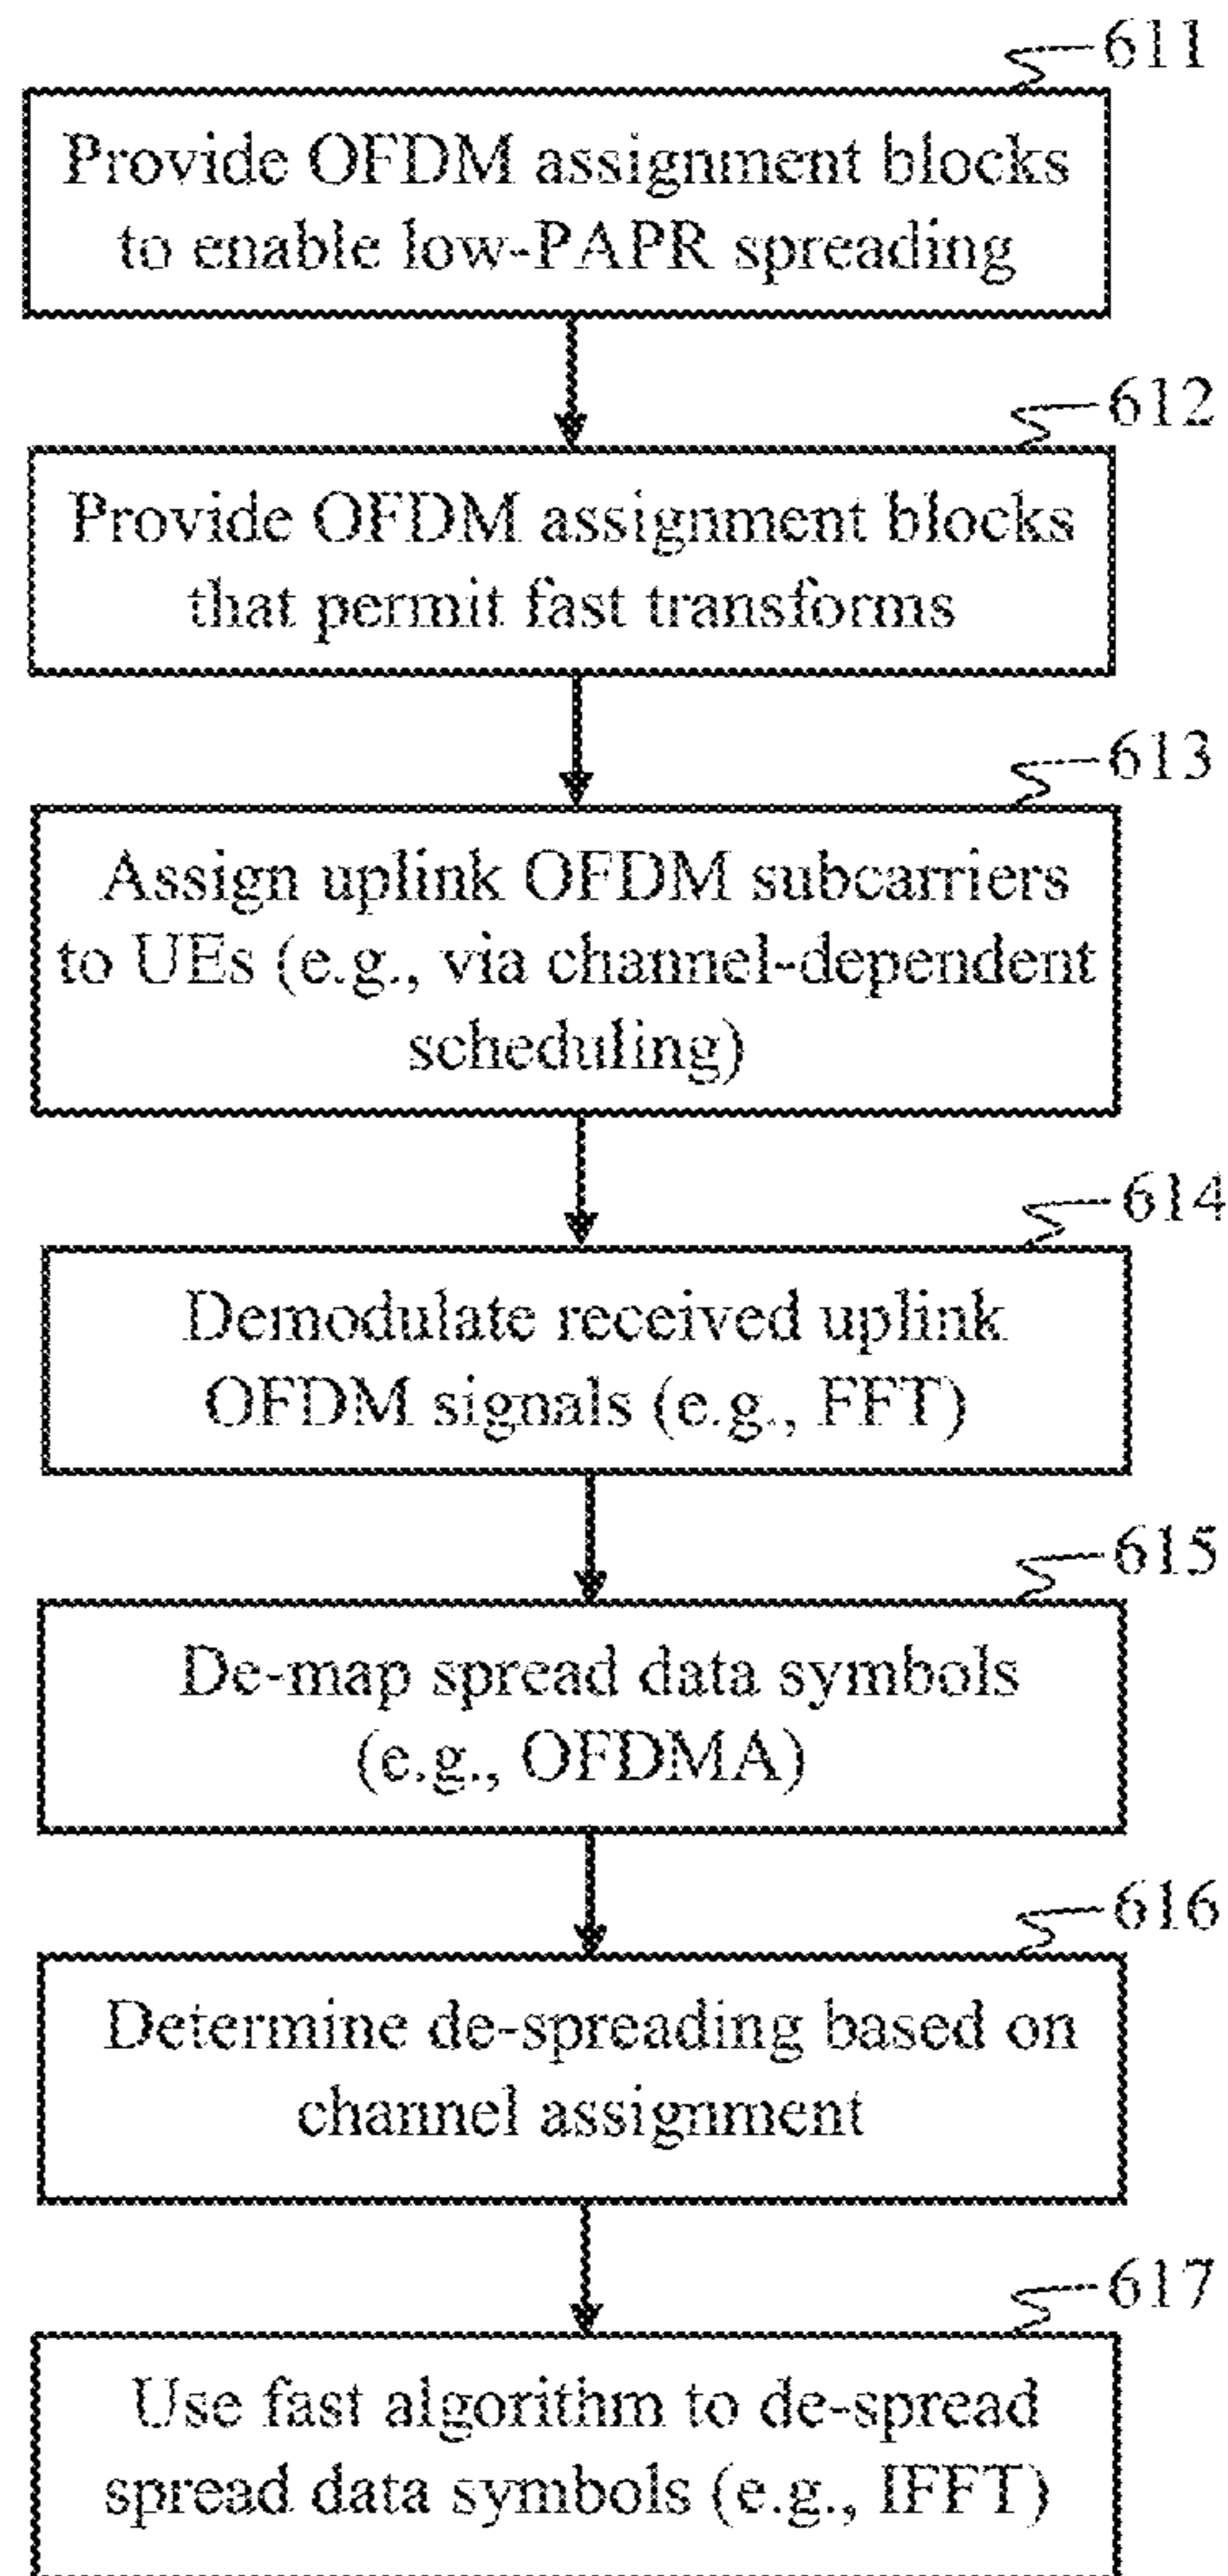 611
Provide OFDM assignment blocks
to enable low-PAPR spreading
612
Provide OFDM assignment blocks
that permit fast transforms
613
Assign uplink OFDM subcarriers
to UEs (e.g., via channel-dependent
scheduling)
614
Demodulate received uplink
OFDM signals (e.g., FFT)
615
De-map spread data symbols
(e.g., OFDMA)
616
Determine de-spreading based on
channel assignment
617
Use fast algorithm to de-spread
spread data symbols (e.g., IFFT)